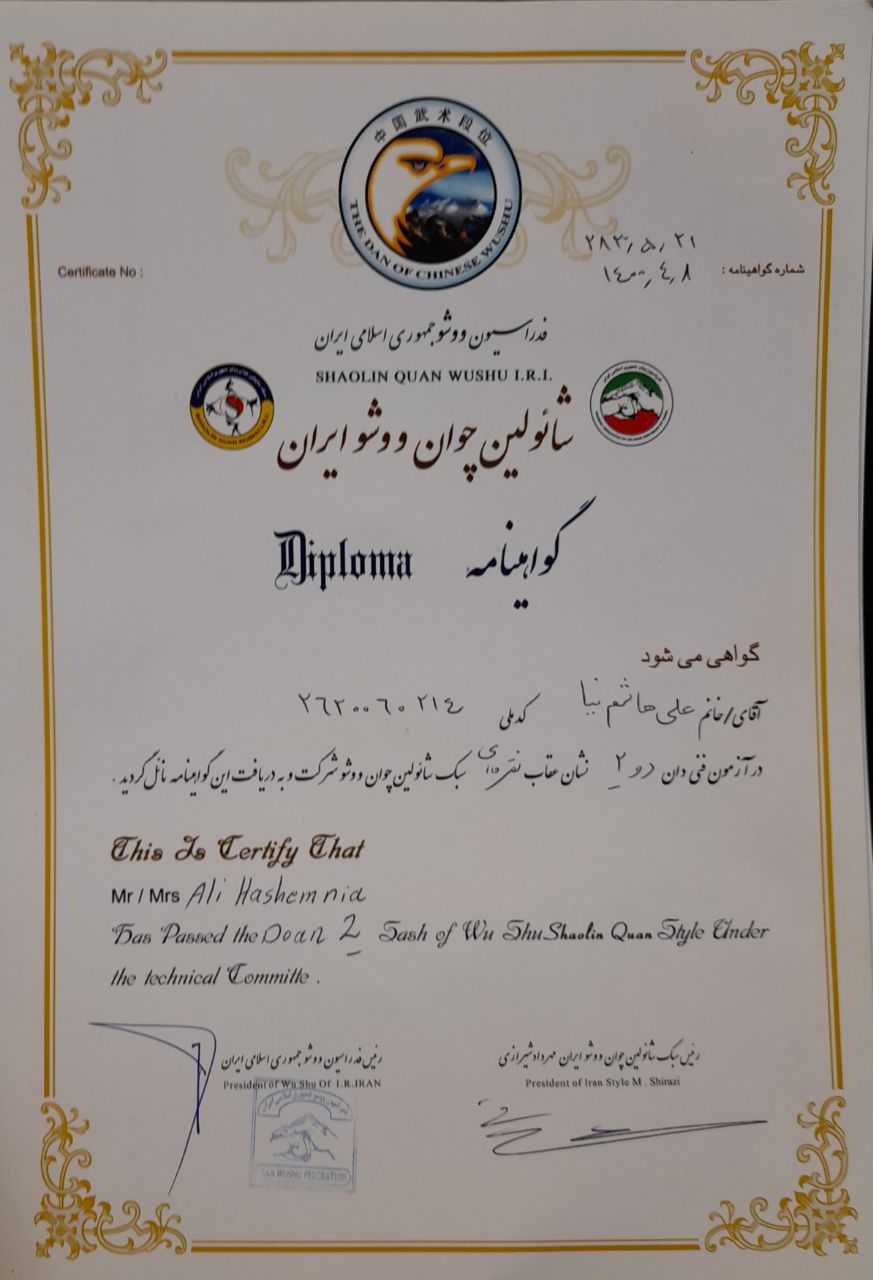 中国武术段位
THE DAN OF CHINESE WUSHU
۲۸۳/۵/۲۱
Certificate No :
شماره گواهینامه : ۱۴۰۰/۴/۸
فدراسیون ووشو جمهوری اسلامی ایران
SHAOLIN QUAN WUSHU I.R.I.
SHAOLIN QUAN WUSHU I.R.I.
شائولین چوان ووشو ایران
Diploma گواهینامه
گواهی می شود
آقای/خانم علی هاشم نیا کد ملی ۲۶۲۰۰۶۰۲۱۴
در آزمون فنی دان دو ۲ نشان عقاب نقره‌ای سبک شائولین چوان ووشو شرکت و به دریافت این گواهینامه نائل گردید .
This Is Certify That
Mr / Mrs Ali Hashemnia
Has Passed the Doan 2 Sash of Wu Shu Shaolin Quan Style Under
the technical Committe .
رئیس سبک شائولین چوان ووشو ایران مهرداد شیرازی
President of Iran Style M . Shirazi
رئیس فدراسیون ووشو جمهوری اسلامی ایران
President of Wu Shu Of I.R.IRAN